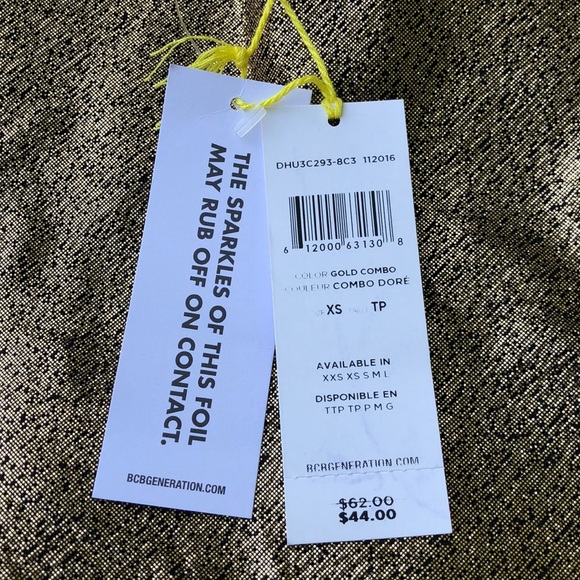 THE SPARKLES OF THIS FOIL
MAY RUB OFF ON CONTACT.
BCBGENERATION.COM
DHU3C293-8C3 112016
6 12000 63130 8
COLOR GOLD COMBO
COULEUR COMBO DORÉ
XS TP
AVAILABLE IN
XXS XS S M L
DISPONIBLE EN
TTP TP P M G
BCBGENERATION.COM
$62.00
$44.00